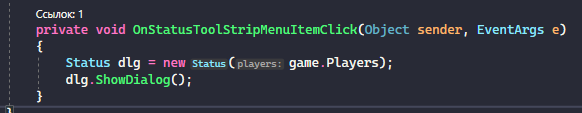 Ссылок: 1
private void OnStatusToolStripMenuItemClick(Object sender, EventArgs e)
{
Status dlg = new Status(players: game.Players);
dlg.ShowDialog();
}